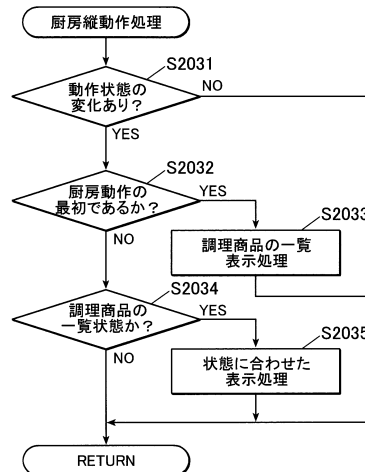 厨房縦動作処理
S2031
動作状態の
変化あり？
NO
YES
S2032
厨房動作の
最初であるか？
YES
NO
S2033
調理商品の一覧
表示処理
S2034
調理商品の
一覧状態か？
YES
NO
S2035
状態に合わせた
表示処理
RETURN